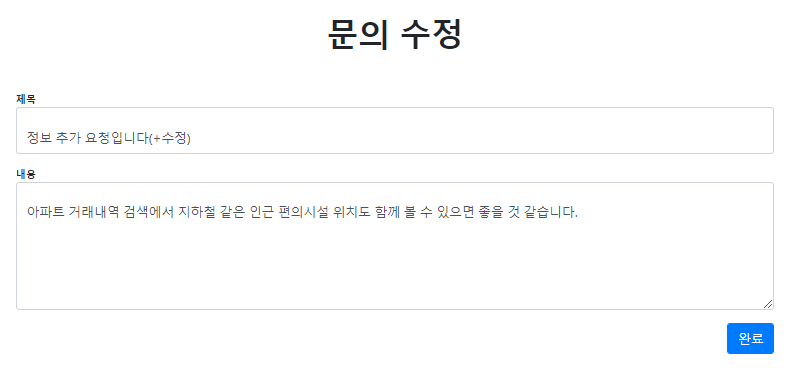 문의 수정
제목
정보 추가 요청입니다(+수정)
내용
아파트 거래내역 검색에서 지하철 같은 인근 편의시설 위치도 함께 볼 수 있으면 좋을 것 같습니다.
완료